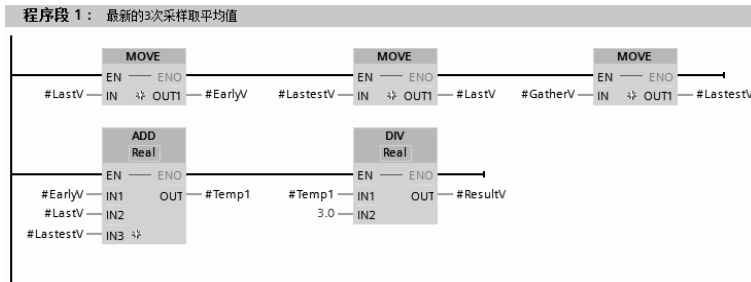 程序段 1： 最新的3次采样取平均值
MOVE MOVE MOVE
EN ENO EN ENO EN ENO
#LastV IN OUT1 #EarlyV #LastestV IN OUT1 #LastV #GatherV IN OUT1 #LastestV
ADD DIV
Real Real
EN ENO EN ENO
#EarlyV IN1 OUT #Temp1 #Temp1 IN1 OUT #ResultV
#LastV IN2 3.0 IN2
#LastestV IN3